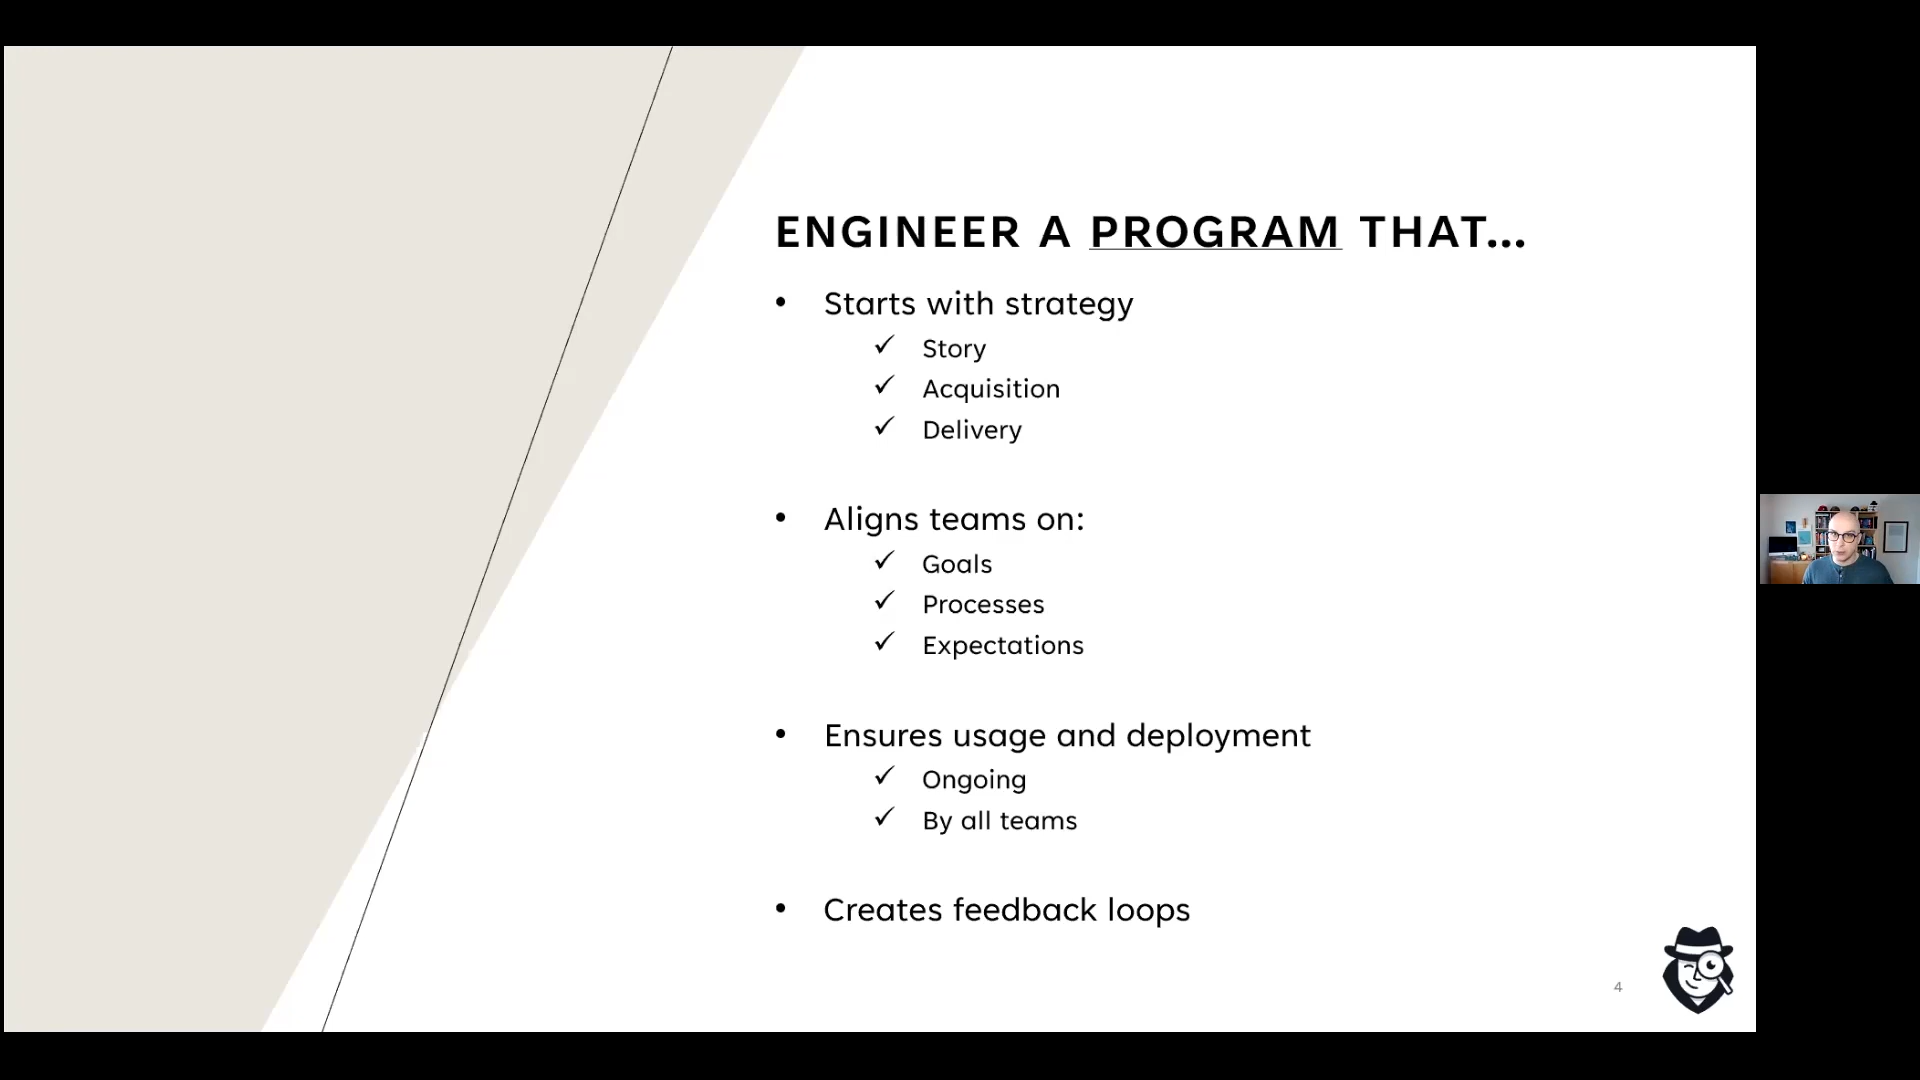 ENGINEER A PROGRAM THAT...
• Starts with strategy
✓ Story
✓ Acquisition
✓ Delivery
• Aligns teams on:
✓ Goals
✓ Processes
✓ Expectations
• Ensures usage and deployment
✓ Ongoing
✓ By all teams
• Creates feedback loops
4